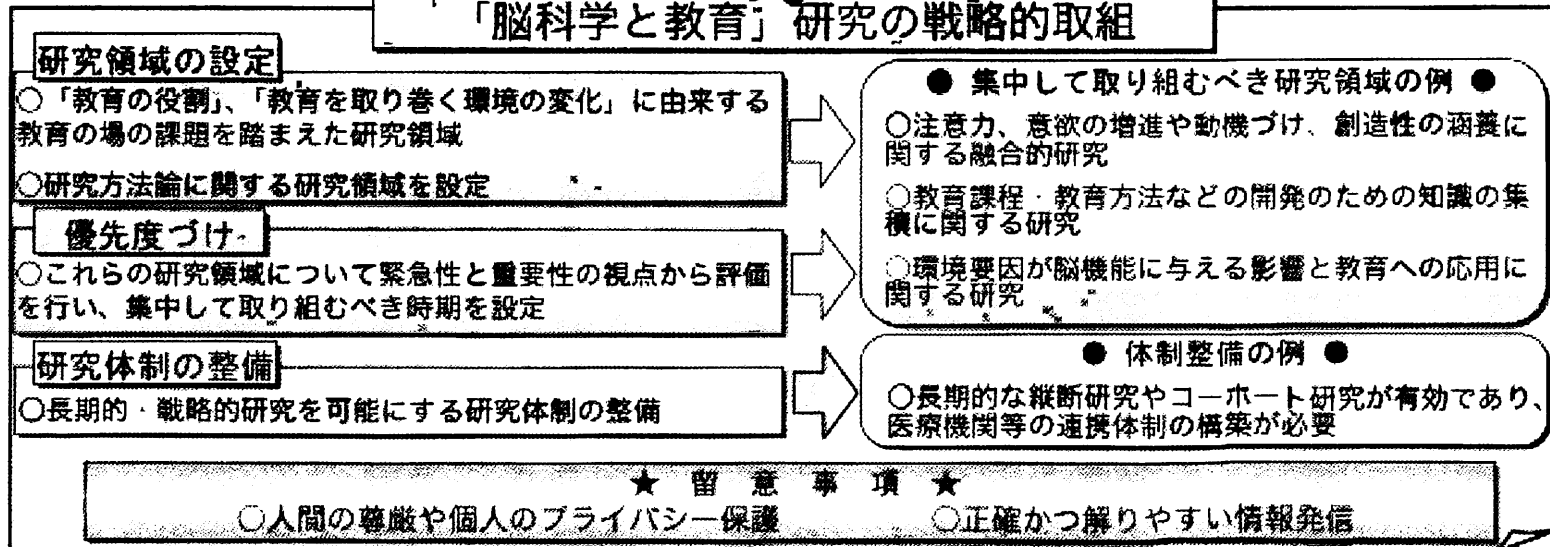 「脳科学と教育」研究の戦略的取組
研究領域の設定
○「教育の役割」、「教育を取り巻く環境の変化」に由来する
教育の場の課題を踏まえた研究領域
○研究方法論に関する研究領域を設定
優先度づけ
○これらの研究領域について緊急性と重要性の視点から評価
を行い、集中して取り組むべき時期を設定
研究体制の整備
○長期的・戦略的研究を可能にする研究体制の整備
● 集中して取り組むべき研究領域の例 ●
○注意力、意欲の増進や動機づけ、創造性の涵養に
関する融合的研究
○教育課程・教育方法などの開発のための知識の集
積に関する研究
○環境要因が脳機能に与える影響と教育への応用に
関する研究
● 体制整備の例 ●
○長期的な縦断研究やコーホート研究が有効であり、
医療機関等の連携体制の構築が必要
★ 留 意 事 項 ★
○人間の尊厳や個人のプライバシー保護 ○正確かつ解りやすい情報発信